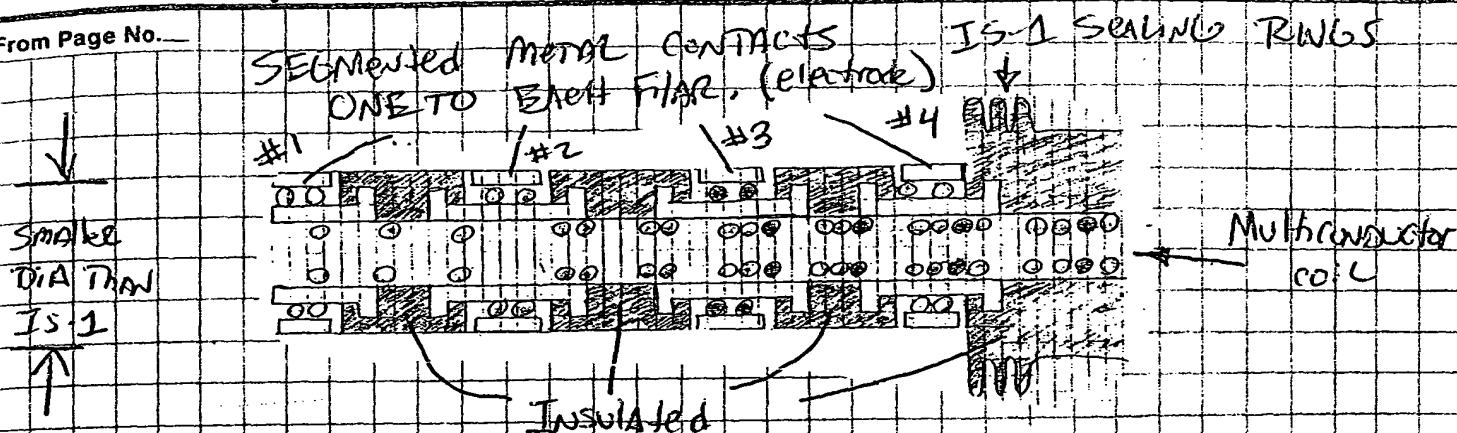 From Page No.
SEGMENTED METAL CONTACTS
ONE TO EACH FILAR. (electrode)
IS-1 SEALING RINGS
#1
#2
#3
#4
SMALLER
DIA THAN
IS-1
Multiconductor
coil
INSULATED